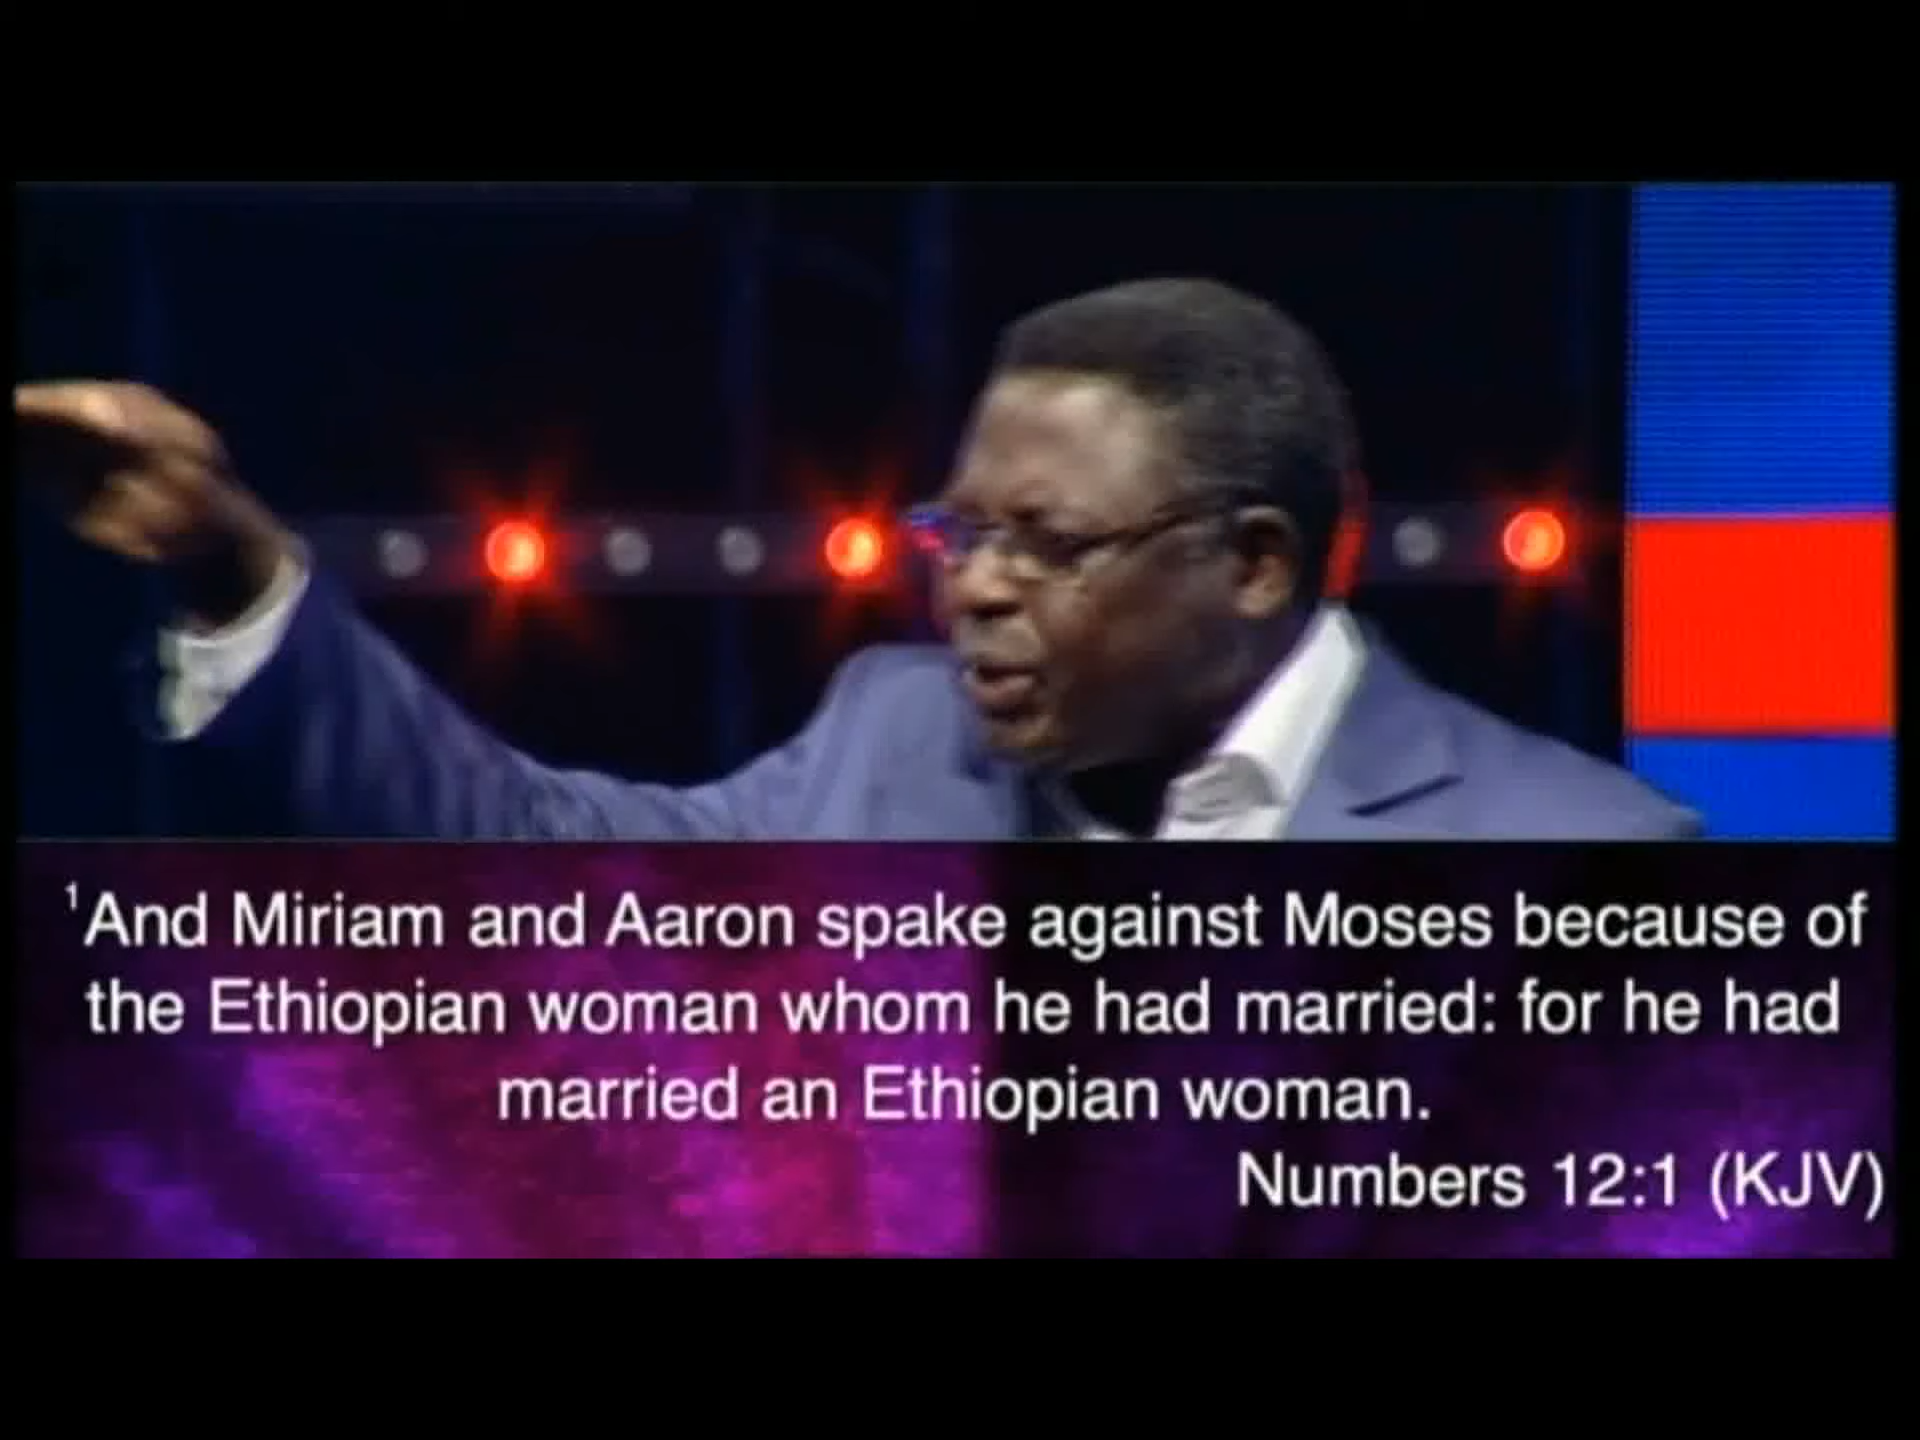 ¹And Miriam and Aaron spake against Moses because of
the Ethiopian woman whom he had married: for he had
married an Ethiopian woman.
Numbers 12:1 (KJV)